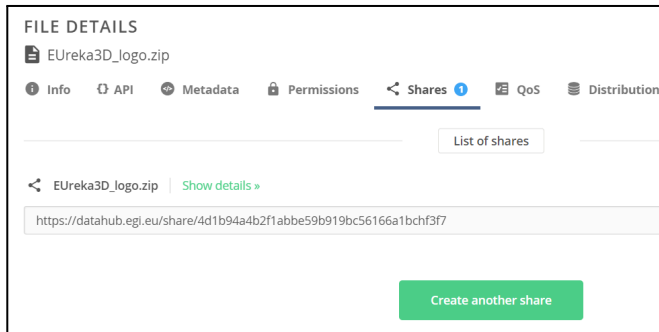 FILE DETAILS
EUreka3D_logo.zip
Info API Metadata Permissions Shares 1 QoS Distribution
List of shares
EUreka3D_logo.zip Show details »
https://datahub.egi.eu/share/4d1b94a4b2f1abbe59b919bc56166a1bchf3f7
Create another share